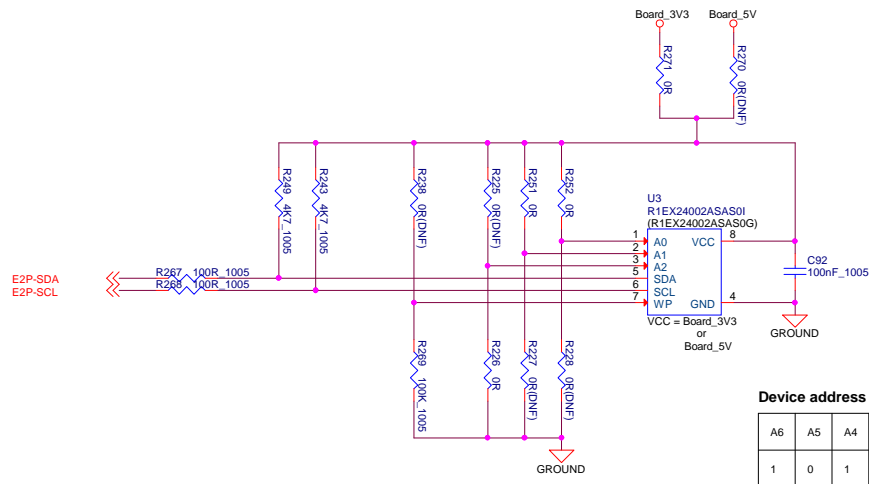 Board_3V3
Board_5V
R271 0R
R270 0R(DNF)
R249 4K7_1005
R243 4K7_1005
R238 0R(DNF)
R225 0R(DNF)
R251 0R
R252 0R
U3
R1EX24002ASAS0I
(R1EX24002ASAS0G)
1 A0 VCC 8
2 A1
3 A2
5 SDA
6 SCL
7 WP GND 4
VCC = Board_3V3
or
Board_5V
C92
100nF_1005
GROUND
E2P-SDA R267 100R_1005
E2P-SCL R268 100R_1005
R269 100K_1005
R226 0R
R227 0R(DNF)
R228 0R(DNF)
GROUND
Device address
A6 A5 A4
1 0 1